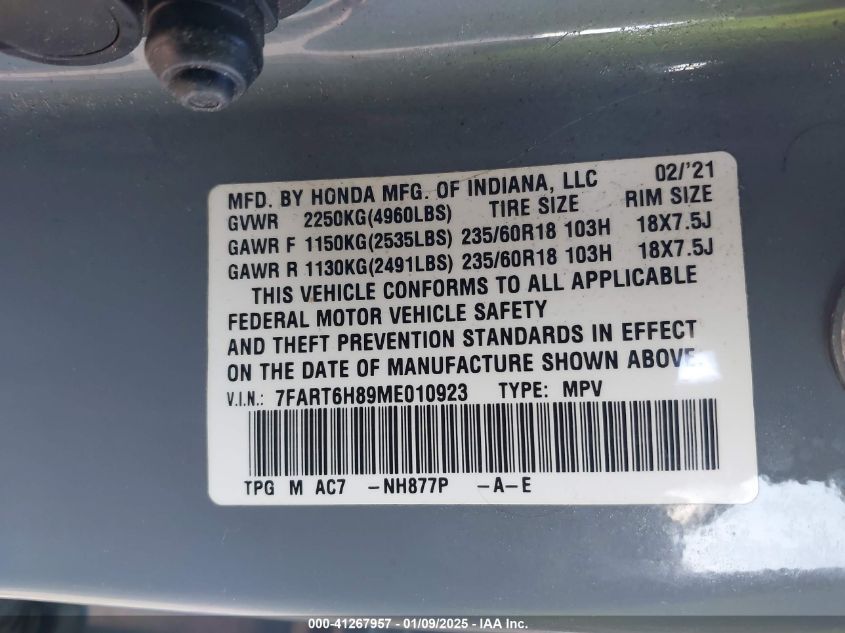 MFD. BY HONDA MFG. OF INDIANA, LLC 02/'21
GVWR 2250KG(4960LBS) TIRE SIZE RIM SIZE
GAWR F 1150KG(2535LBS) 235/60R18 103H 18X7.5J
GAWR R 1130KG(2491LBS) 235/60R18 103H 18X7.5J
THIS VEHICLE CONFORMS TO ALL APPLICABLE
FEDERAL MOTOR VEHICLE SAFETY
AND THEFT PREVENTION STANDARDS IN EFFECT
ON THE DATE OF MANUFACTURE SHOWN ABOVE.
V.I.N.: 7FART6H89ME010923 TYPE: MPV
TPG M AC7 -NH877P -A-E
000-41267957 - 01/09/2025 - IAA Inc.